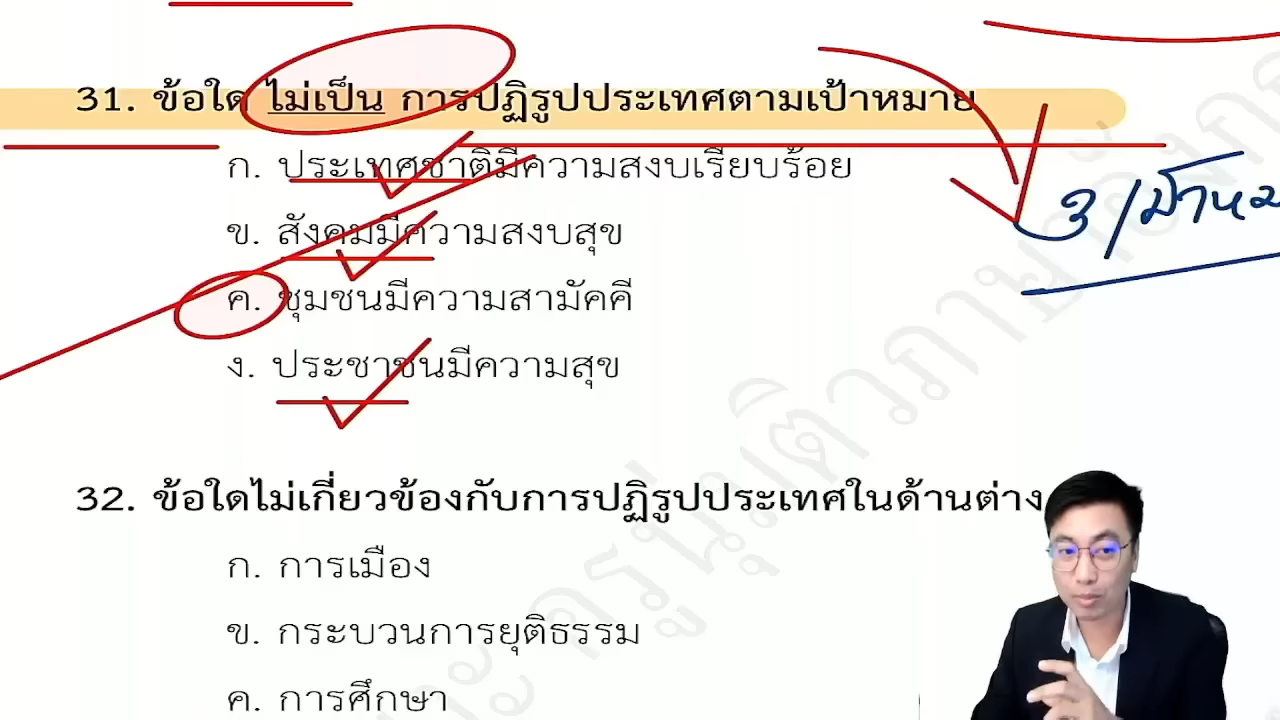 31. ข้อใด ไม่เป็น การปฏิรูปประเทศตามเป้าหมาย
ก. ประเทศชาติมีความสงบเรียบร้อย
3 เป้าหม
ข. สังคมมีความสงบสุข
ค. ชุมชนมีความสามัคคี
ง. ประชาชนมีความสุข
32. ข้อใดไม่เกี่ยวข้องกับการปฏิรูปประเทศในด้านต่าง
ก. การเมือง
ข. กระบวนการยุติธรรม
ค. การศึกษา